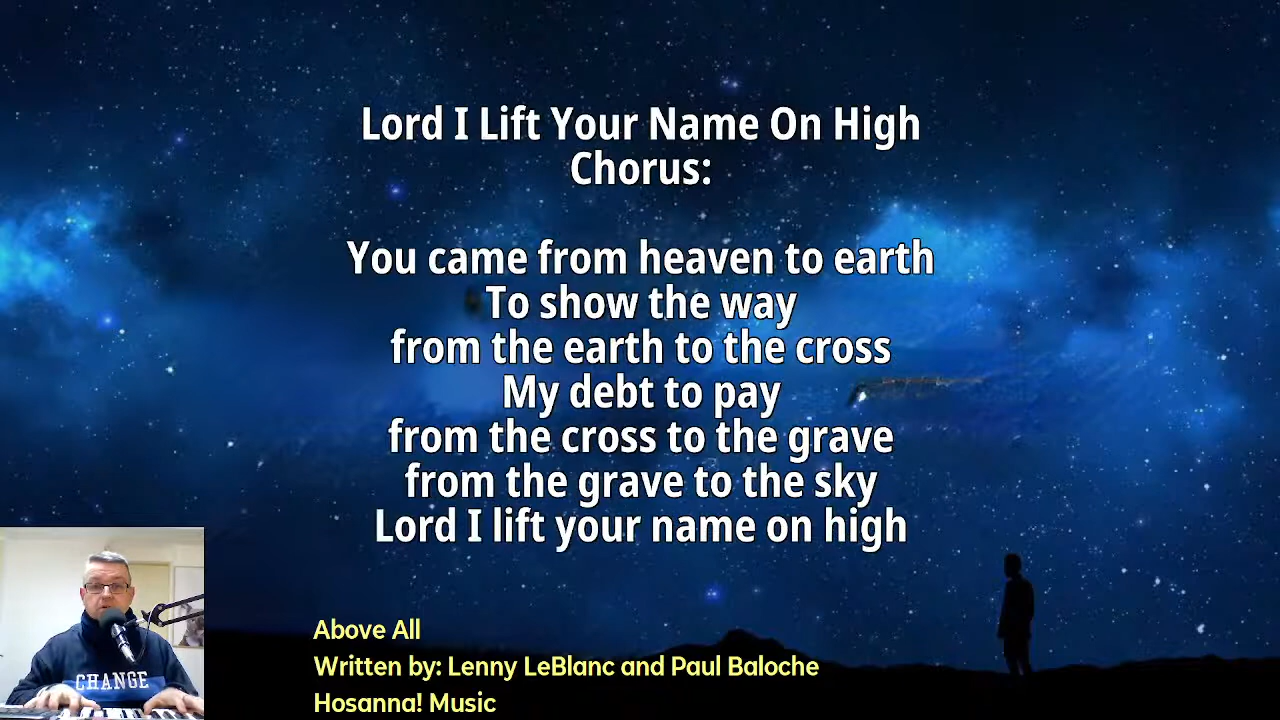 Lord I Lift Your Name On High
Chorus:
You came from heaven to earth
To show the way
from the earth to the cross
My debt to pay
from the cross to the grave
from the grave to the sky
Lord I lift your name on high
CHANGE
Above All
Written by: Lenny LeBlanc and Paul Baloche
Hosanna! Music